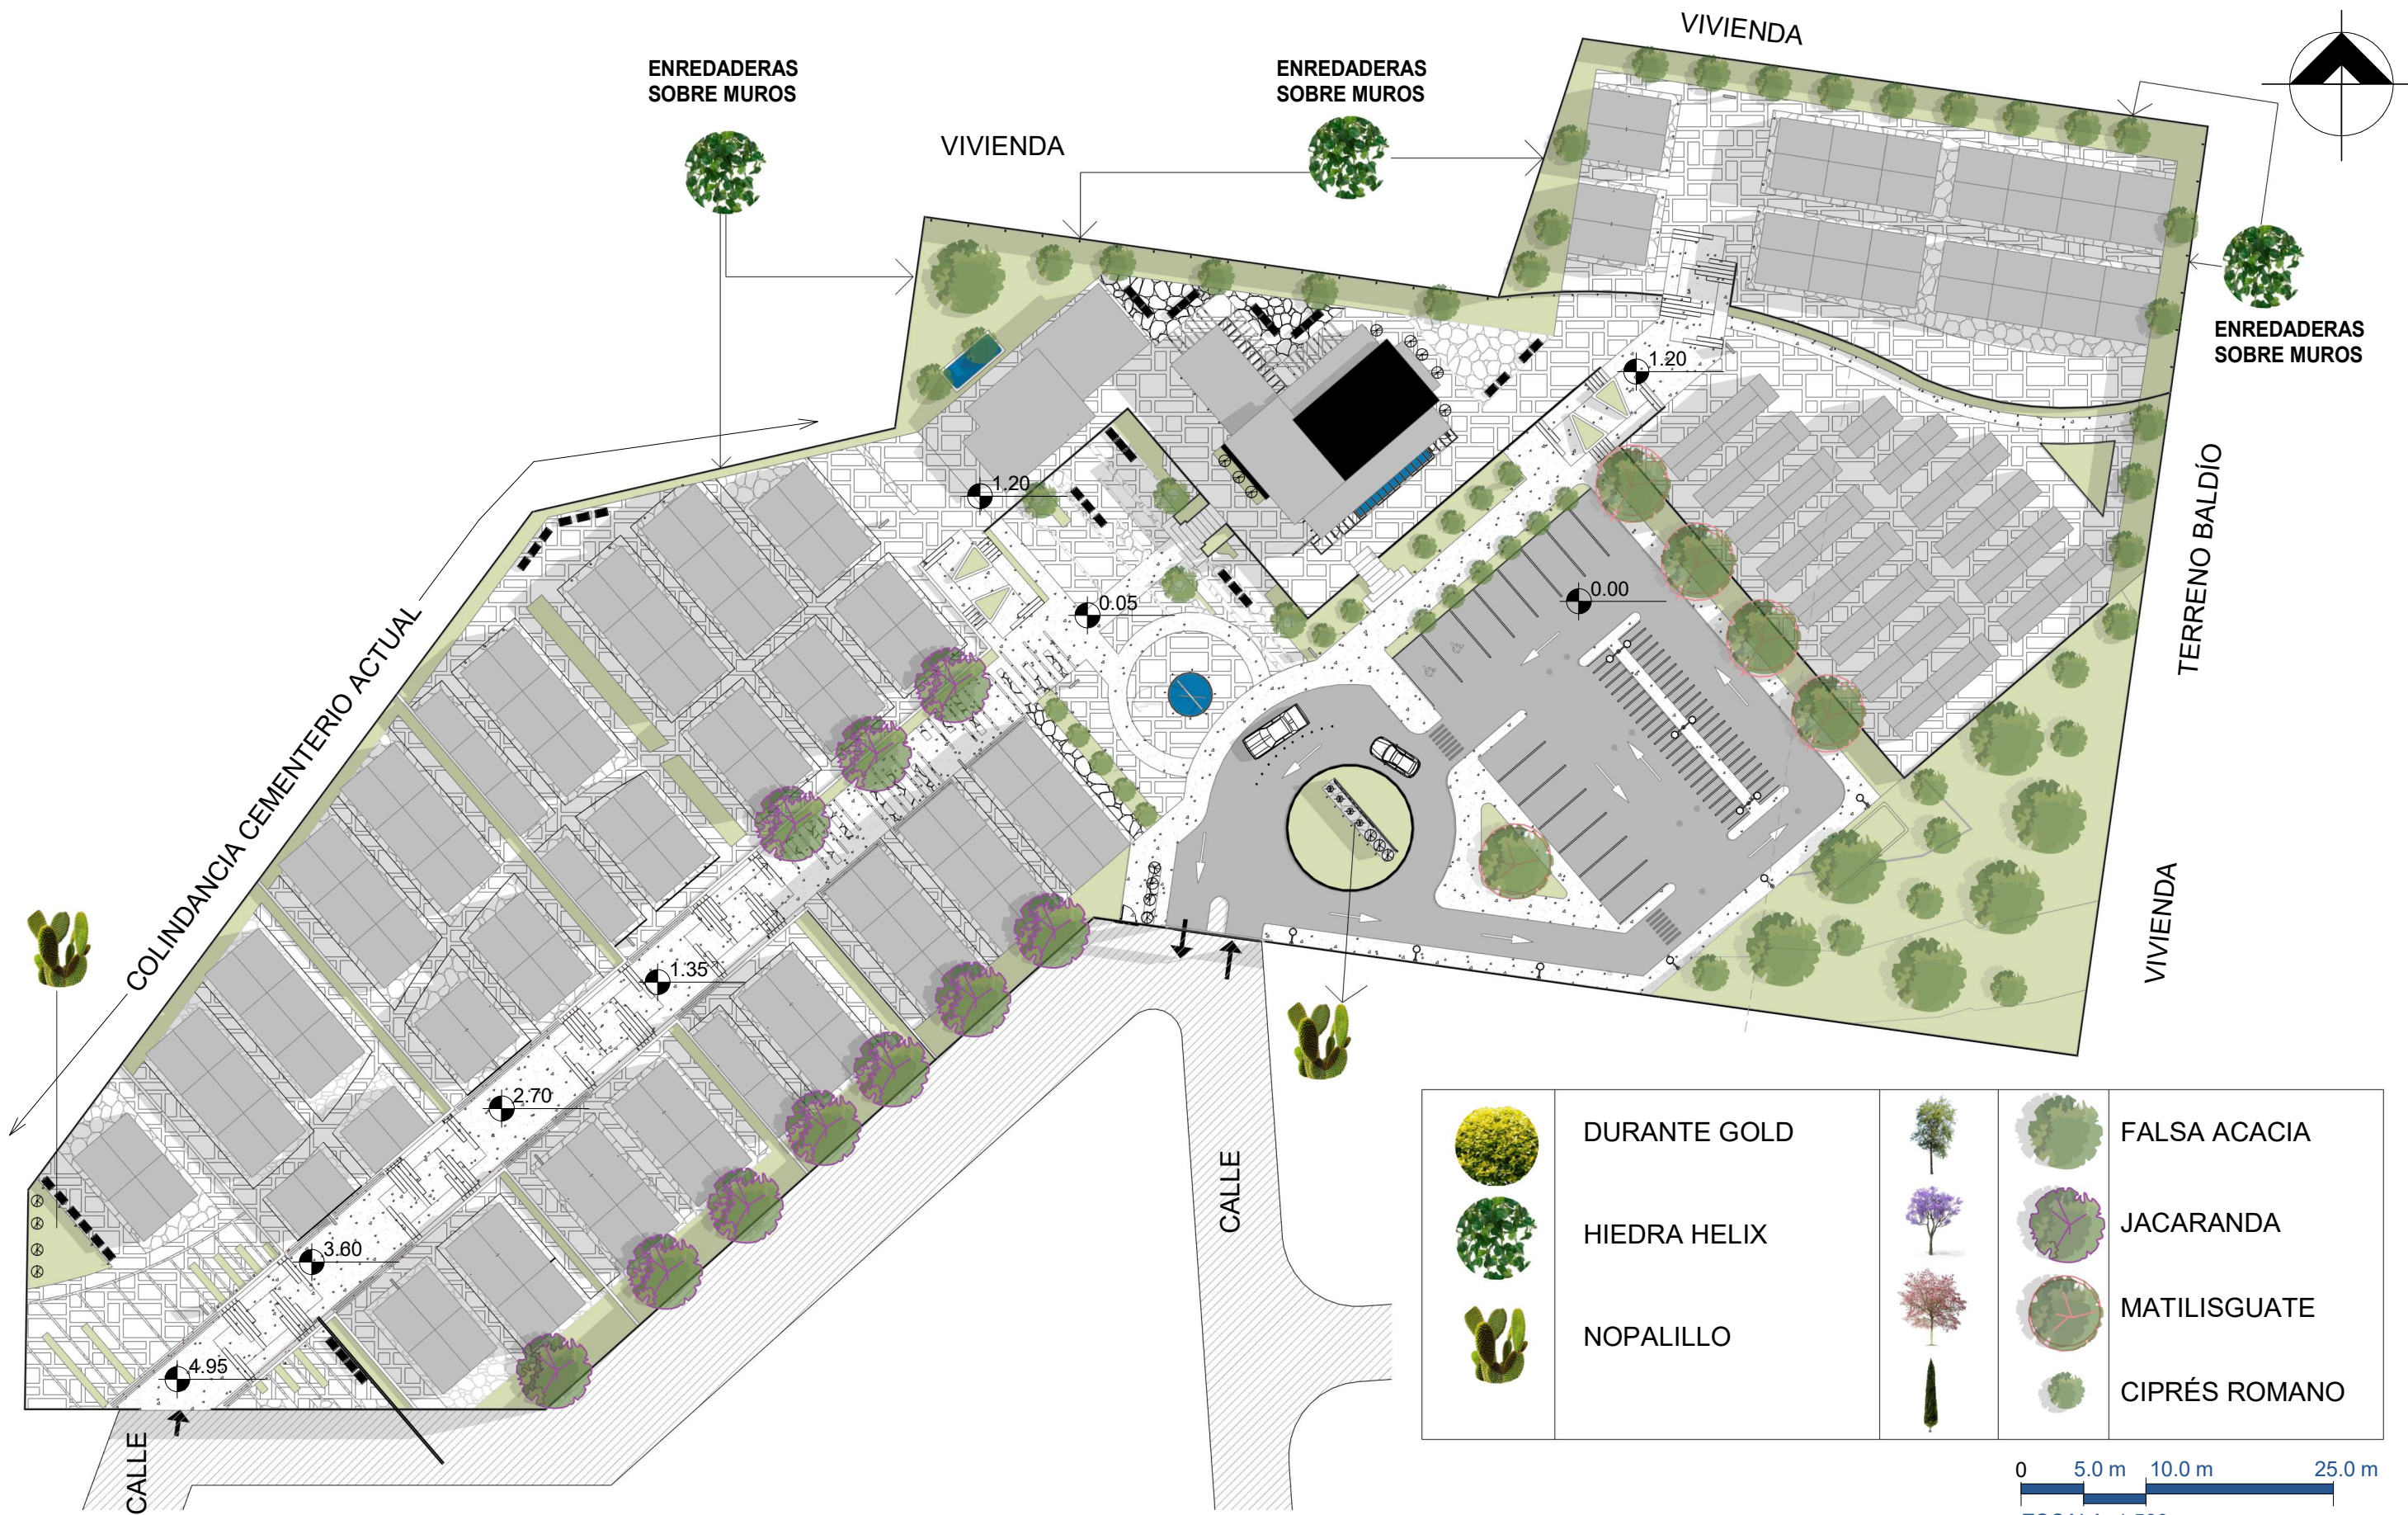 VIVIENDA
ENREDADERAS
SOBRE MUROS
ENREDADERAS
SOBRE MUROS
VIVIENDA
ENREDADERAS
SOBRE MUROS
1.20
1.20
0.05
0.00
TERRENO BALDÍO
COLINDANCIA CEMENTERIO ACTUAL
VIVIENDA
1.35
2.70
3.60
4.95
CALLE
CALLE
DURANTE GOLD
HIEDRA HELIX
NOPALILLO
FALSA ACACIA
JACARANDA
MATILISGUATE
CIPRÉS ROMANO
0 5.0 m 10.0 m 25.0 m